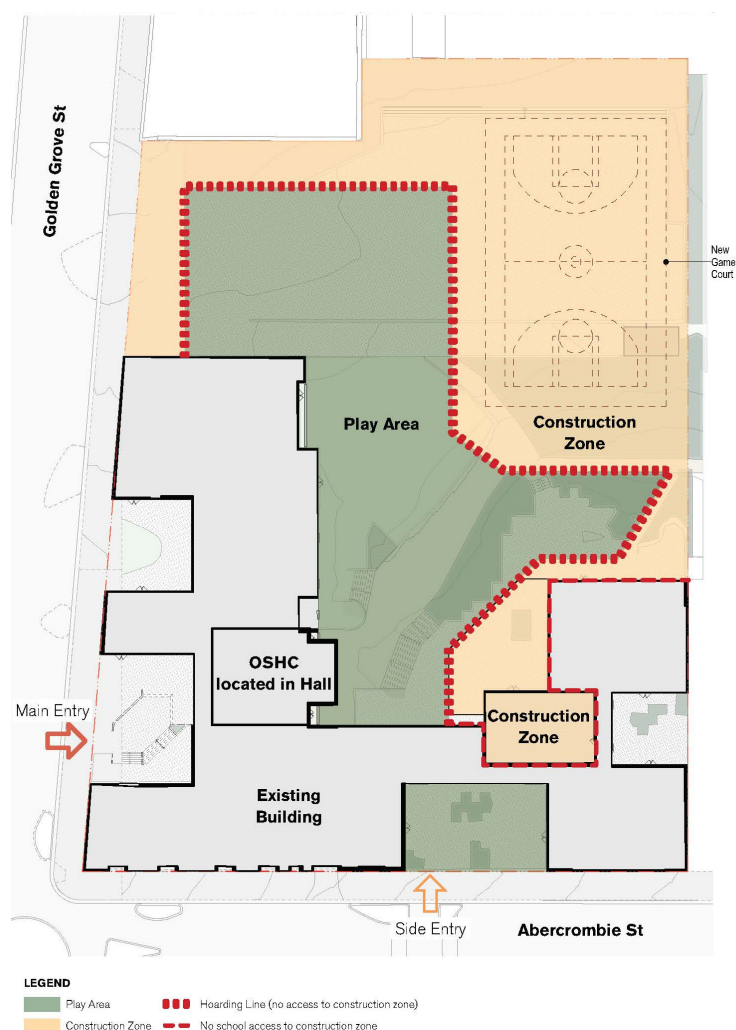 Golden Grove St
New
Game
Court
Play Area
Construction
Zone
OSHC
located in Hall
Main Entry
Construction
Zone
Existing
Building
Side Entry
Abercrombie St
LEGEND
Play Area
Hoarding Line (no access to construction zone)
Construction Zone
No school access to construction zone